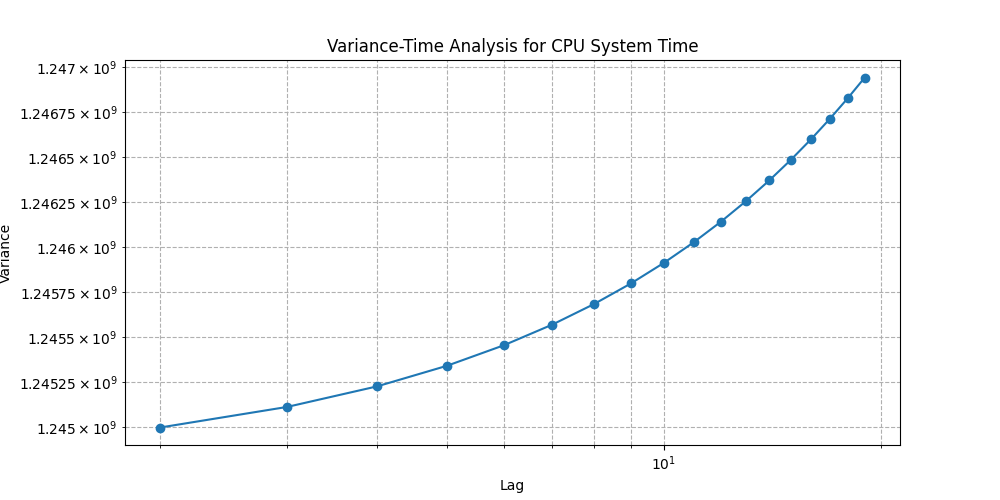 Variance-Time Analysis for CPU System Time
1.247 × 10⁹
1.24675 × 10⁹
1.2465 × 10⁹
1.24625 × 10⁹
1.246 × 10⁹
1.24575 × 10⁹
1.2455 × 10⁹
1.24525 × 10⁹
1.245 × 10⁹
Variance
10¹
Lag